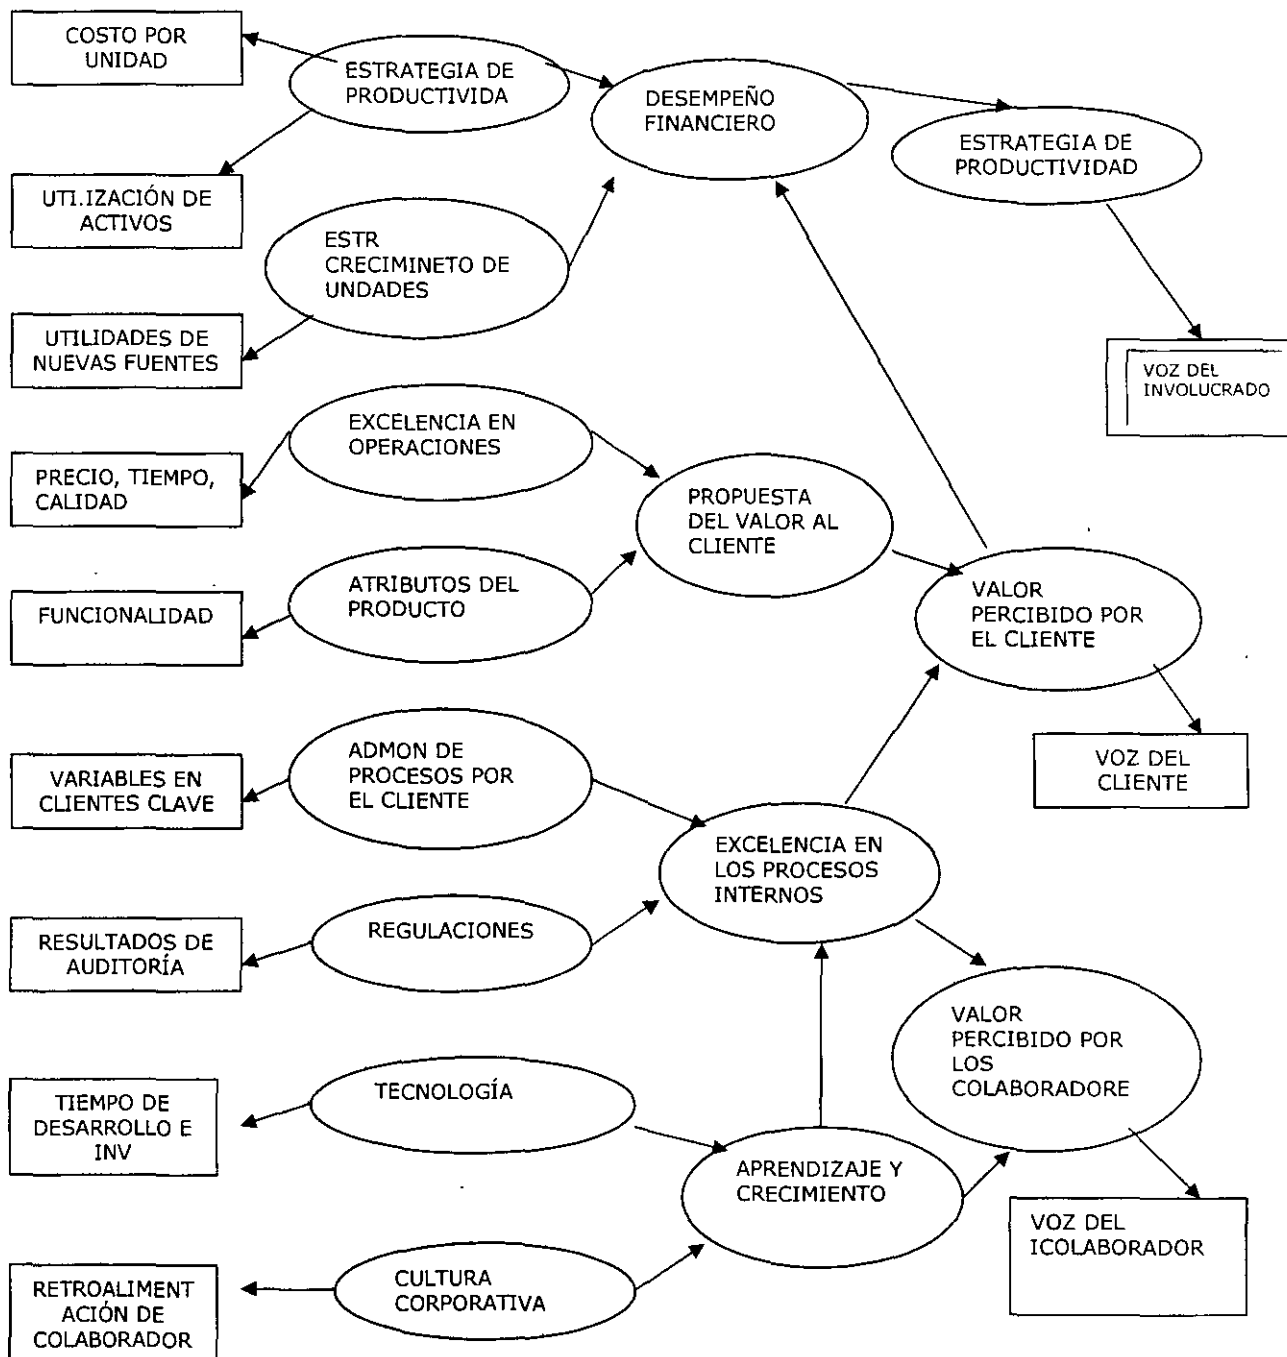 COSTO POR
UNIDAD
ESTRATEGIA DE
PRODUCTIVIDA
DESEMPEÑO
FINANCIERO
ESTRATEGIA DE
PRODUCTIVIDAD
UTILIZACIÓN DE
ACTIVOS
ESTR
CRECIMINETO DE
UNDADES
UTILIDADES DE
NUEVAS FUENTES
VOZ DEL
INVOLUCRADO
EXCELENCIA EN
OPERACIONES
PRECIO, TIEMPO,
CALIDAD
PROPUESTA
DEL VALOR AL
CLIENTE
ATRIBUTOS DEL
PRODUCTO
FUNCIONALIDAD
VALOR
PERCIBIDO POR
EL CLIENTE
ADMON DE
PROCESOS POR
EL CLIENTE
VARIABLES EN
CLIENTES CLAVE
VOZ DEL
CLIENTE
EXCELENCIA EN
LOS PROCESOS
INTERNOS
REGULACIONES
RESULTADOS DE
AUDITORÍA
VALOR
PERCIBIDO POR
LOS
COLABORADORE
TECNOLOGÍA
TIEMPO DE
DESARROLLO E
INV
APRENDIZAJE Y
CRECIMIENTO
VOZ DEL
ICOLABORADOR
CULTURA
CORPORATIVA
RETROALIMENT
ACIÓN DE
COLABORADOR